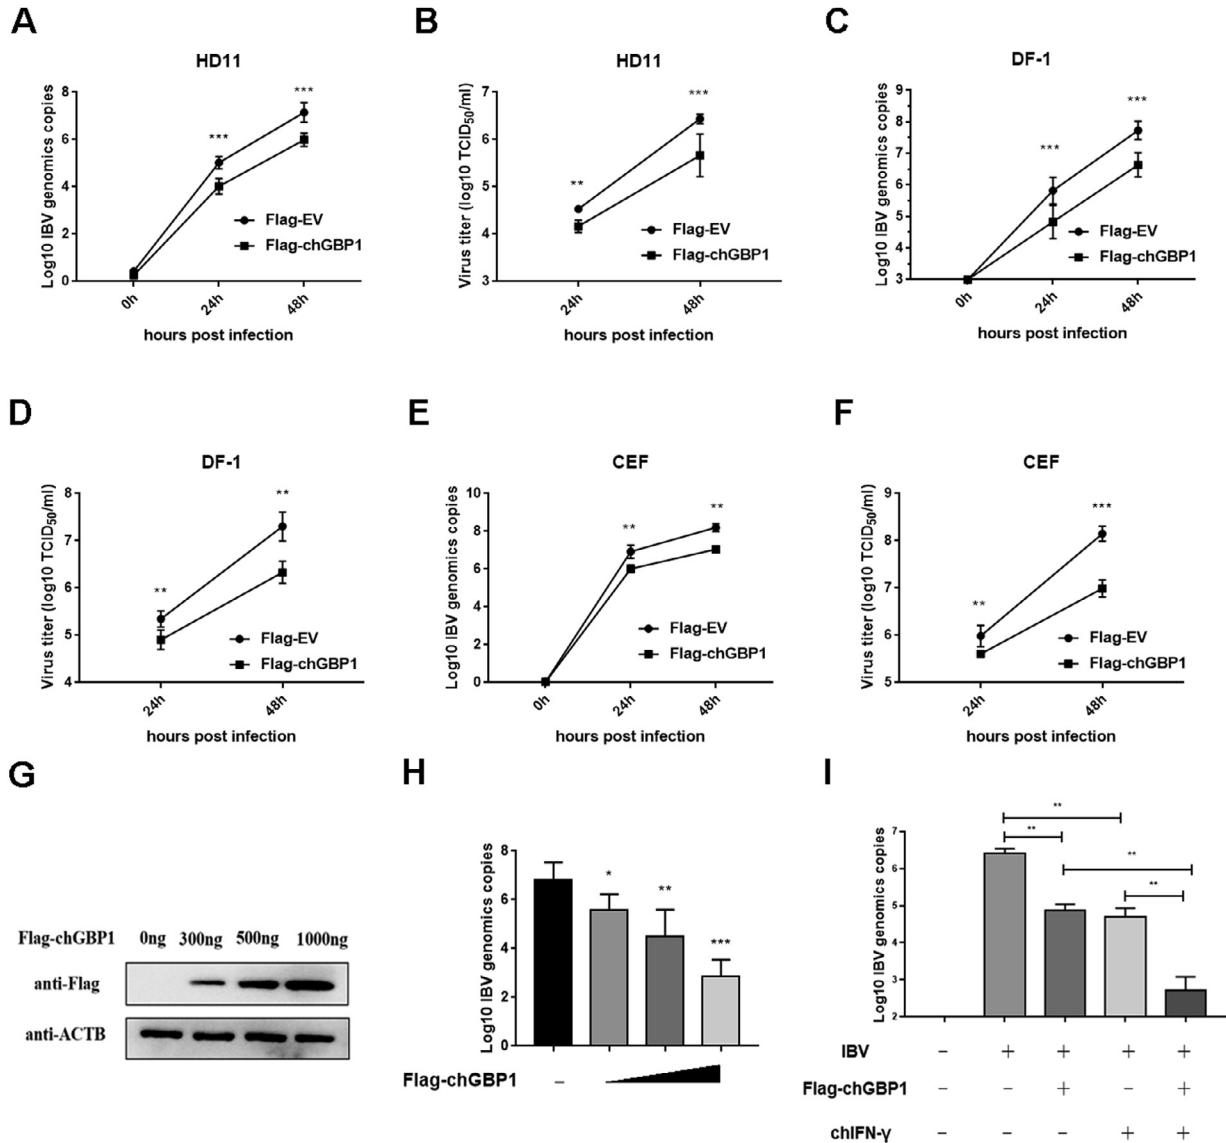 A
HD11
Log10 IBV genomics copies
8
6
4
2
0
***
***
Flag-EV
Flag-chGBP1
0h
24h
48h
hours post infection
B
HD11
Virus titer (log10 TCID50/ml)
7
6
5
4
3
**
***
Flag-EV
Flag-chGBP1
24h
48h
hours post infection
C
DF-1
Log10 IBV genomics copies
9
8
7
6
5
4
3
***
***
Flag-EV
Flag-chGBP1
0h
24h
48h
hours post infection
D
DF-1
Virus titer (log10 TCID50/ml)
8
7
6
5
4
**
**
Flag-EV
Flag-chGBP1
24h
48h
hours post infection
E
CEF
Log10 IBV genomics copies
10
8
6
4
2
0
**
**
Flag-EV
Flag-chGBP1
0h
24h
48h
hours post infection
F
CEF
Virus titer (log10 TCID50/ml)
9
8
7
6
5
**
***
Flag-EV
Flag-chGBP1
24h
48h
hours post infection
G
Flag-chGBP1 0ng 300ng 500ng 1000ng
anti-Flag
anti-ACTB
H
Log10 IBV genomics copies
8
6
4
2
0
*
**
***
Flag-chGBP1 –
I
Log10 IBV genomics copies
7
6
5
4
3
2
**
**
**
**
IBV – + + + +
Flag-chGBP1 – – + – +
chIFN-γ – – – + +